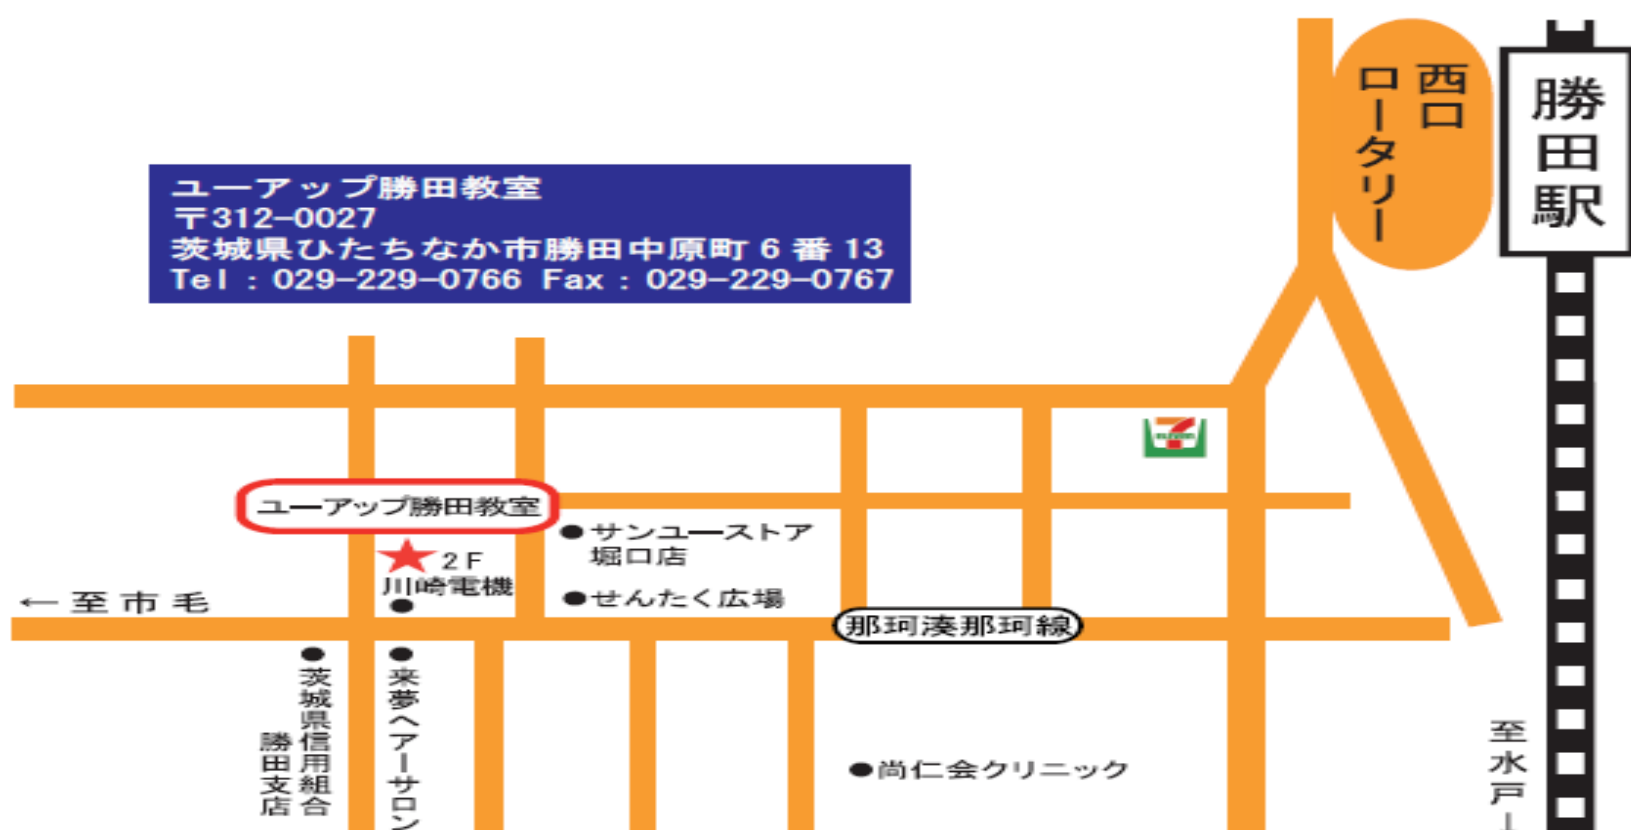 西口
ロータリー
勝田駅
ユーアップ勝田教室
〒312-0027
茨城県ひたちなか市勝田中原町 6 番 13
Tel : 029-229-0766 Fax : 029-229-0767
7
ELEVEN
ユーアップ勝田教室
サンユーストア
堀口店
2F
川崎電機
●せんたく広場
←至市毛
那珂湊那珂線
●茨城県信用組合
勝田支店
●来夢ヘアーサロン
●尚仁会クリニック
至水戸